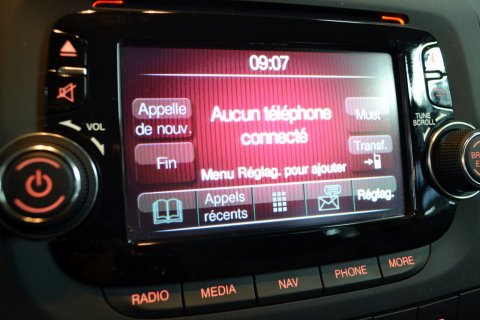 09:07
Appelle
de nouv.
Aucun téléphone
connecté
Muet
Fin
Transf.
Menu Réglag. pour ajouter
Appels
récents
Réglag.
VOL
TUNE
SCROLL
BR
E
RADIO
MEDIA
NAV
PHONE
MORE